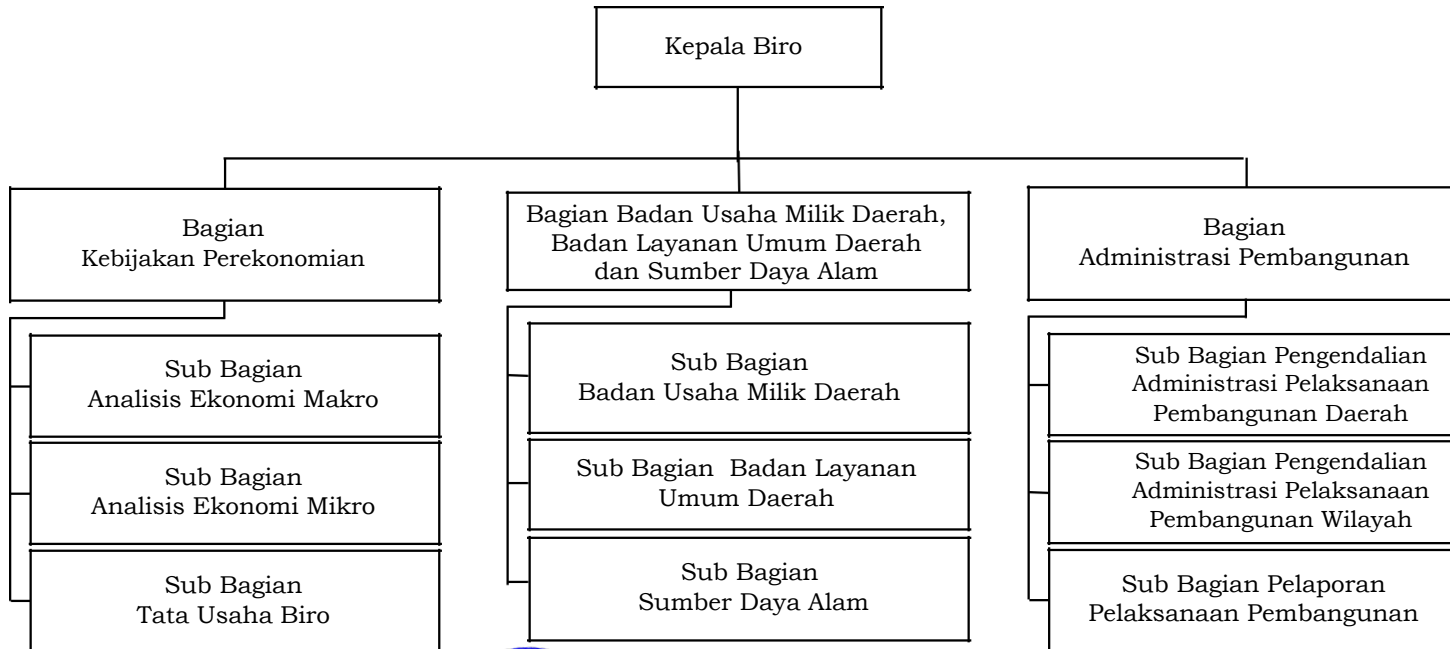 Kepala Biro
Bagian
Kebijakan Perekonomian
Bagian Badan Usaha Milik Daerah,
Badan Layanan Umum Daerah
dan Sumber Daya Alam
Bagian
Administrasi Pembangunan
Sub Bagian
Analisis Ekonomi Makro
Sub Bagian
Analisis Ekonomi Mikro
Sub Bagian
Tata Usaha Biro
Sub Bagian
Badan Usaha Milik Daerah
Sub Bagian Badan Layanan
Umum Daerah
Sub Bagian
Sumber Daya Alam
Sub Bagian Pengendalian
Administrasi Pelaksanaan
Pembangunan Daerah
Sub Bagian Pengendalian
Administrasi Pelaksanaan
Pembangunan Wilayah
Sub Bagian Pelaporan
Pelaksanaan Pembangunan